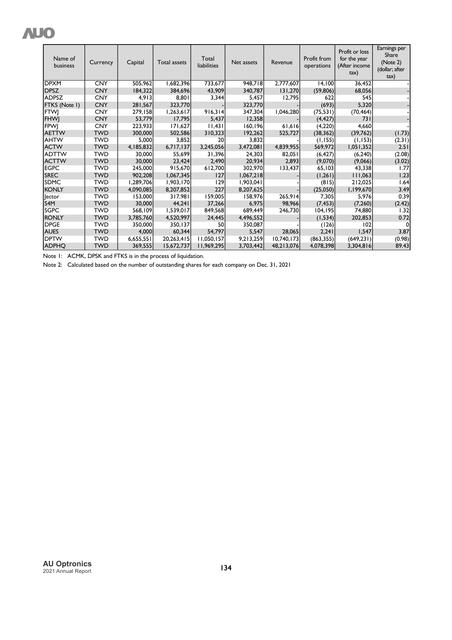 AUO
Name of business Currency Capital Total assets Total liabilities Net assets Revenue Profit from operations Profit or loss for the year (After income tax) Earnings per Share (Note 2) (dollar; after tax)
DPXM CNY 505,962 1,682,396 733,677 948,718 2,777,607 14,100 36,452 -
DPSZ CNY 184,322 384,696 43,909 340,787 131,270 (59,806) 68,056 -
ADPSZ CNY 4,913 8,801 3,344 5,457 12,795 622 545 -
FTKS (Note 1) CNY 281,567 323,770 - 323,770 - (693) 5,320 -
FTWJ CNY 279,158 1,263,617 916,314 347,304 1,046,280 (75,531) (70,464) -
FHWJ CNY 53,779 17,795 5,437 12,358 - (4,427) 731 -
FPWJ CNY 223,933 171,627 11,431 160,196 61,616 (4,220) 4,660 -
AETTW TWD 300,000 502,586 310,323 192,262 525,727 (38,362) (39,762) (1.73)
AHTW TWD 5,000 3,852 20 3,832 - (1,155) (1,153) (2.31)
ACTW TWD 4,185,832 6,717,137 3,245,056 3,472,081 4,839,955 569,972 1,051,352 2.51
ADTTW TWD 30,000 55,699 31,396 24,303 82,051 (6,427) (6,240) (2.08)
ACTTW TWD 30,000 23,424 2,490 20,934 2,893 (9,070) (9,066) (3.02)
EGPC TWD 245,000 915,670 612,700 302,970 133,437 65,103 43,338 1.77
SREC TWD 902,208 1,067,345 127 1,067,218 - (1,261) 111,063 1.23
SDMC TWD 1,289,706 1,903,170 129 1,903,041 - (815) 212,025 1.64
KONLY TWD 4,090,085 8,207,852 227 8,207,625 - (25,050) 1,199,670 3.49
Jector TWD 153,000 317,981 159,005 158,976 265,914 7,305 5,976 0.39
S4M TWD 30,000 44,241 37,266 6,975 98,966 (7,453) (7,260) (2.42)
SGPC TWD 568,109 1,539,017 849,568 689,449 246,730 104,195 74,880 1.32
RONLY TWD 3,785,760 4,520,997 24,445 4,496,552 - (1,534) 202,853 0.72
DPGE TWD 350,000 350,137 50 350,087 - (126) 102 0
AUES TWD 4,000 60,344 54,797 5,547 28,065 2,241 1,547 3.87
DPTW TWD 6,655,551 20,263,415 11,050,157 9,213,259 10,740,173 (863,355) (649,231) (0.98)
ADPHQ TWD 369,555 15,672,737 11,969,295 3,703,442 48,213,076 4,078,398 3,304,816 89.43
Note 1: ACMK, DPSK and FTKS is in the process of liquidation.
Note 2: Calculated based on the number of outstanding shares for each company on Dec. 31, 2021
AU Optronics
2021 Annual Report
134